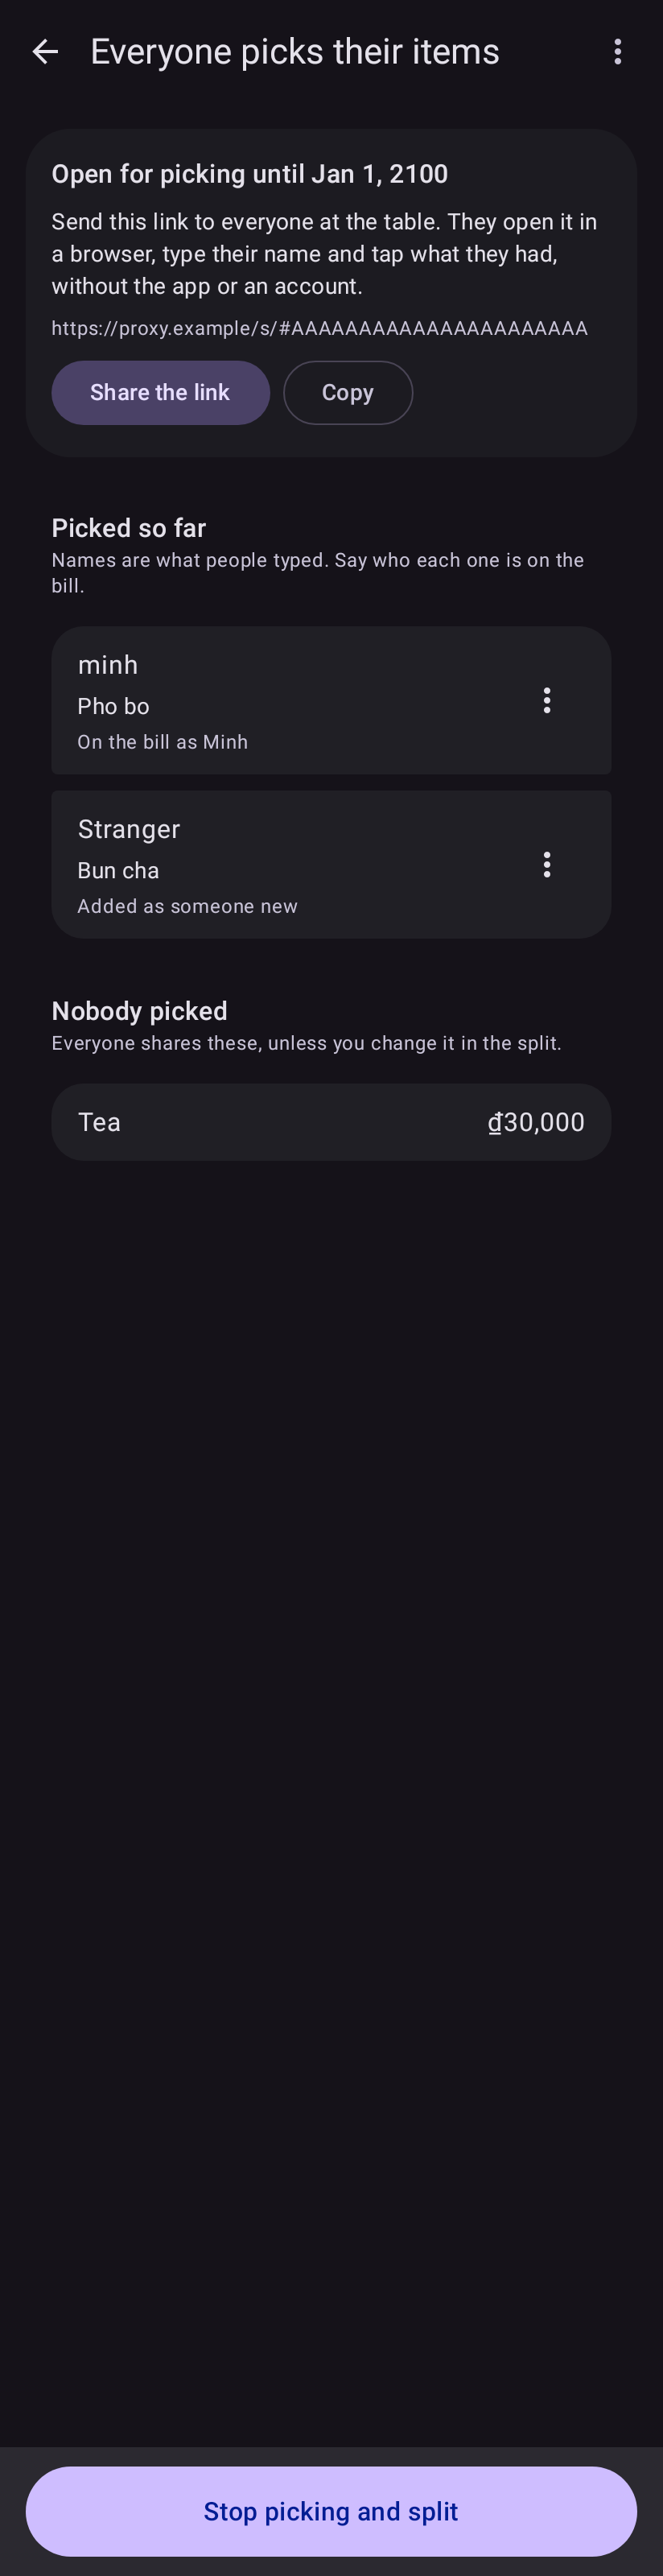 Everyone picks their items
Open for picking until Jan 1, 2100
Send this link to everyone at the table. They open it in
a browser, type their name and tap what they had,
without the app or an account.
https://proxy.example/s/#AAAAAAAAAAAAAAAAAAAAAA
Share the link
Copy
Picked so far
Names are what people typed. Say who each one is on the
bill.
minh
Pho bo
On the bill as Minh
Stranger
Bun cha
Added as someone new
Nobody picked
Everyone shares these, unless you change it in the split.
Tea ₫30,000
Stop picking and split